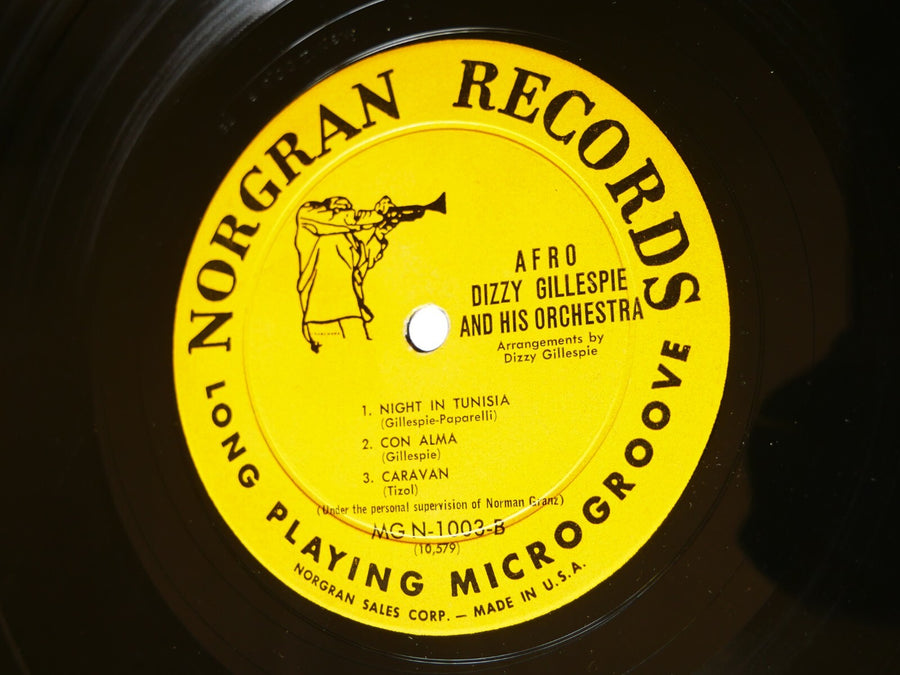 NORGRAN RECORDS
AFRO
DIZZY GILLESPIE
AND HIS ORCHESTRA
Arrangements by
Dizzy Gillespie
1. NIGHT IN TUNISIA
(Gillespie-Paparelli)
2. CON ALMA
(Gillespie)
3. CARAVAN
(Tizol)
(Under the personal supervision of Norman Granz)
MG N-1003-B
(10,579)
LONG PLAYING MICROGROOVE
NORGRAN SALES CORP. — MADE IN U.S.A.